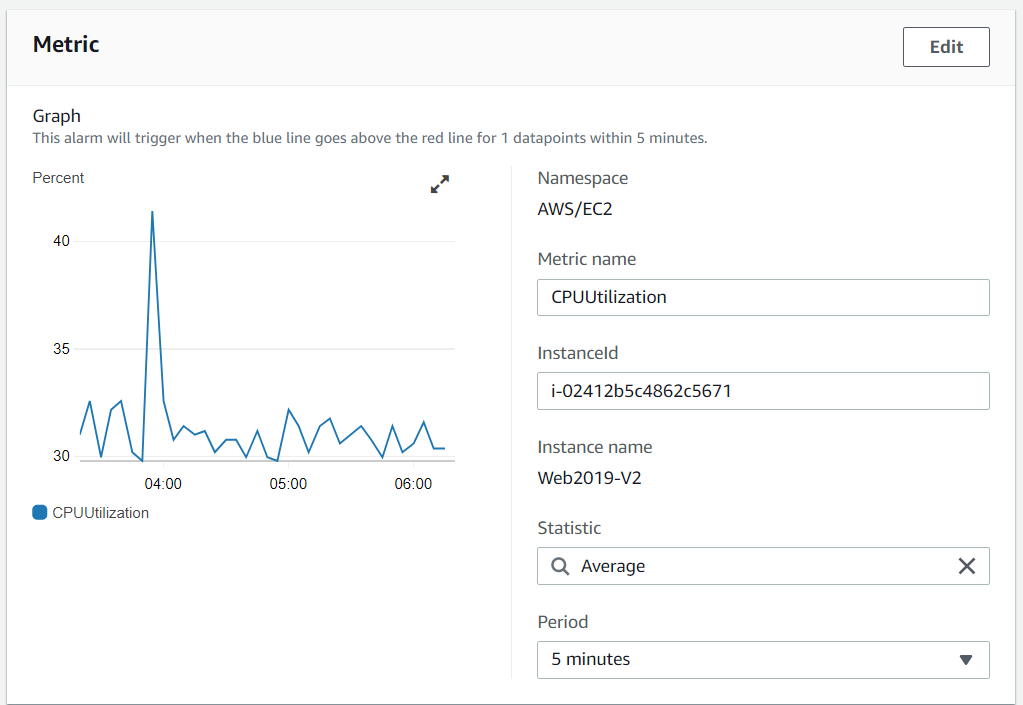 Metric
Edit
Graph
This alarm will trigger when the blue line goes above the red line for 1 datapoints within 5 minutes.
Percent
40
35
30
04:00
05:00
06:00
CPUUtilization
Namespace
AWS/EC2
Metric name
CPUUtilization
InstanceId
i-02412b5c4862c5671
Instance name
Web2019-V2
Statistic
Average
Period
5 minutes